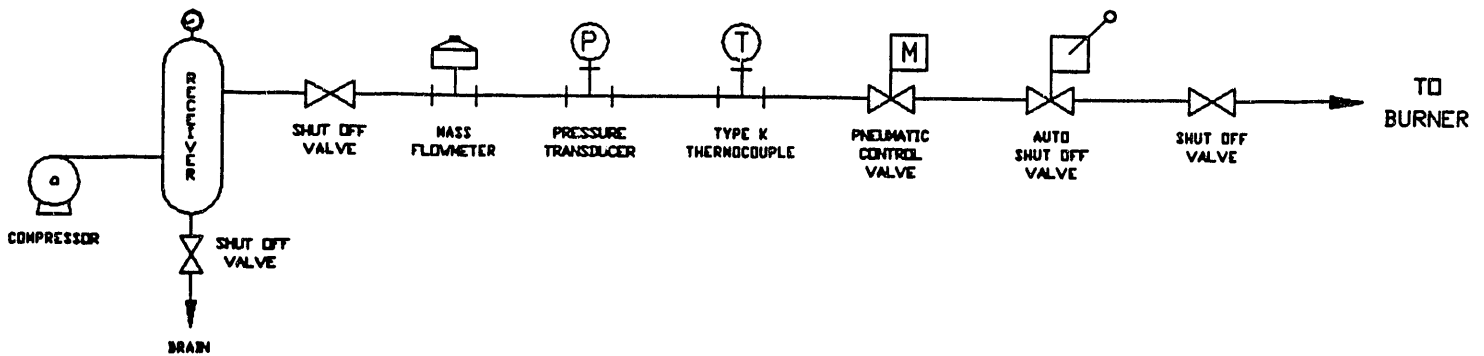 RECEIVER
P
T
M
SHUT OFF
VALVE
MASS
FLOWMETER
PRESSURE
TRANSDUCER
TYPE K
THERMOCOUPLE
PNEUMATIC
CONTROL
VALVE
AUTO
SHUT OFF
VALVE
SHUT OFF
VALVE
TO
BURNER
COMPRESSOR
SHUT OFF
VALVE
DRAIN